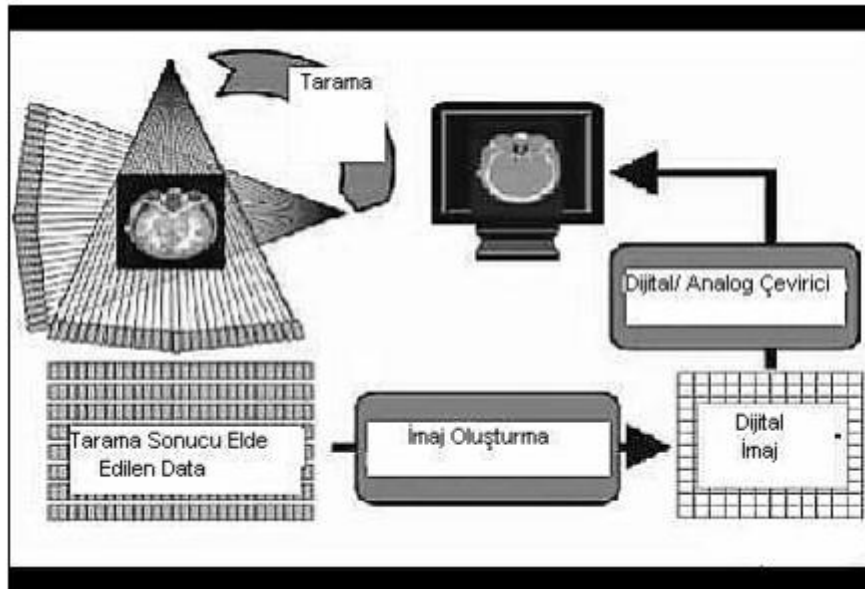 Tarama
Dijital/ Analog Çevirici
Tarama Sonucu Elde
Edilen Data
İmaj Oluşturma
Dijital
İmaj